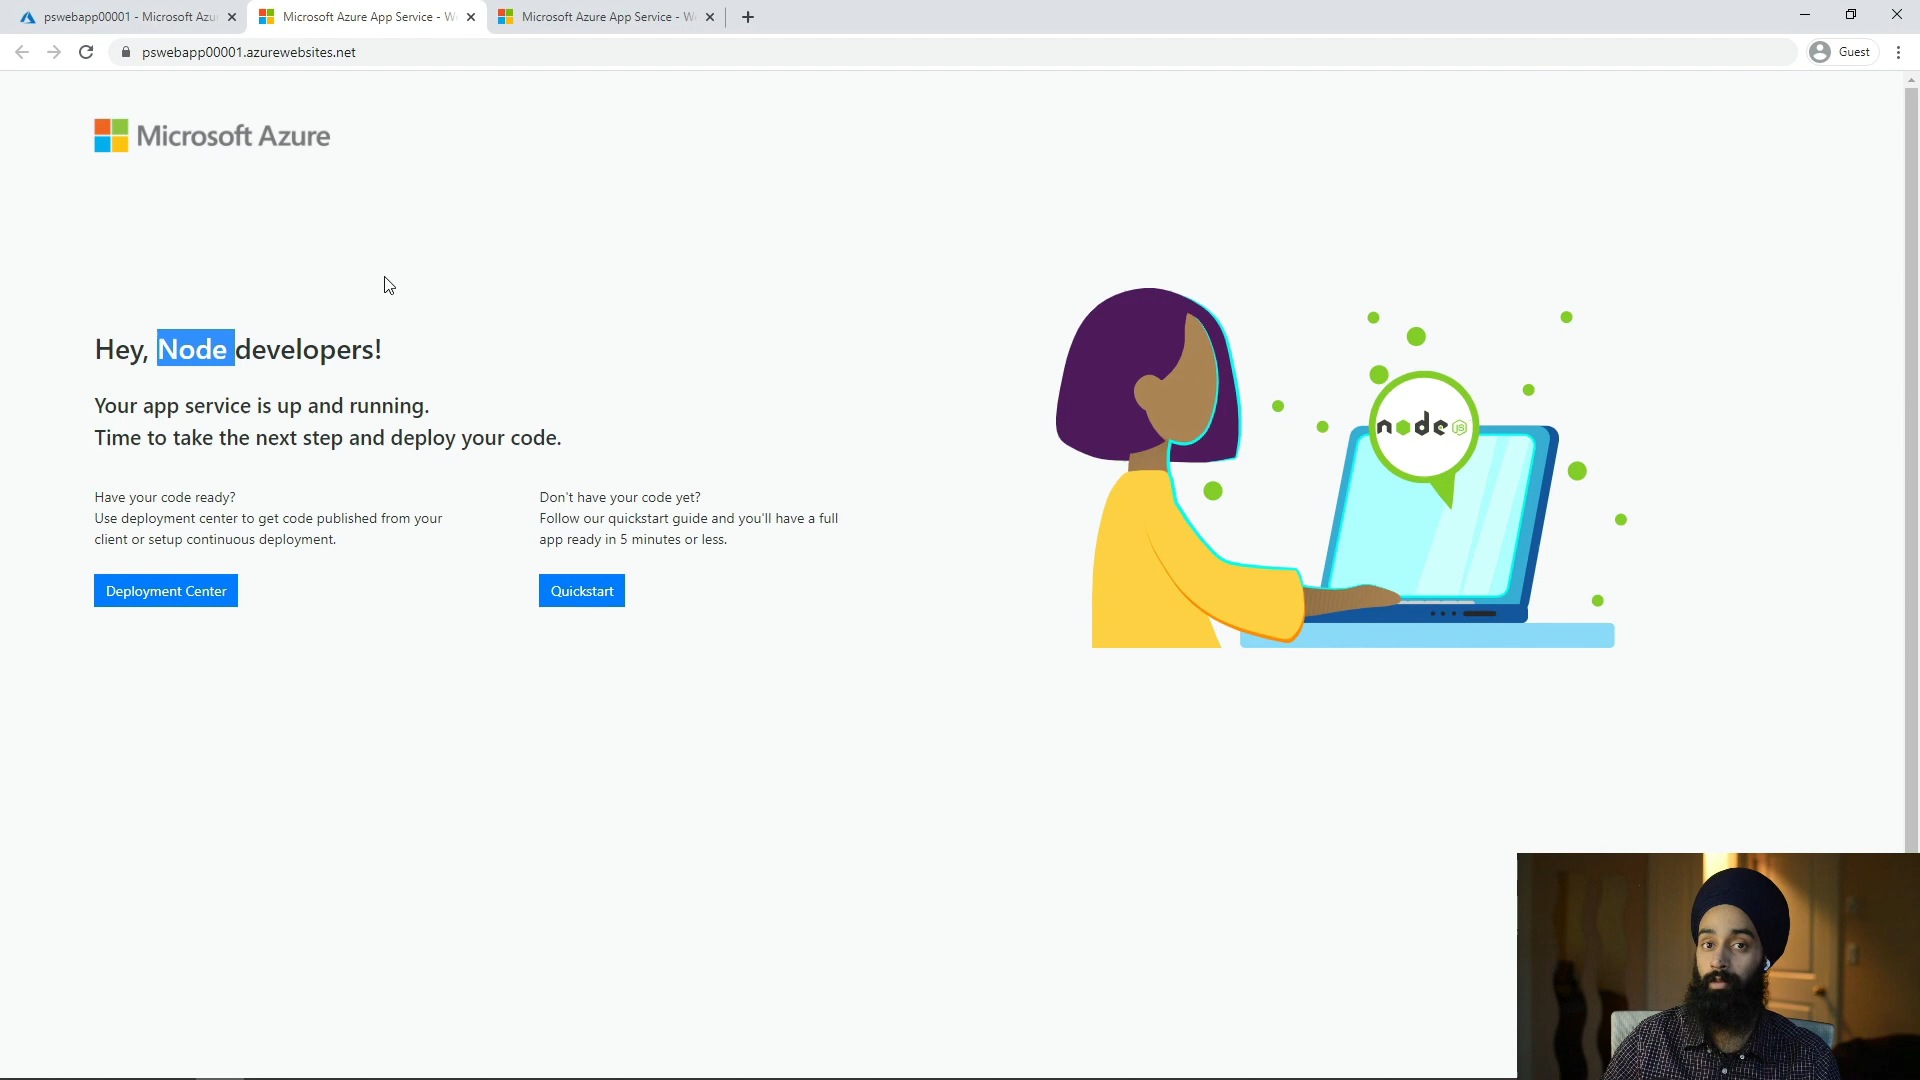 pswebapp00001 - Microsoft Azu
Microsoft Azure App Service - W
Microsoft Azure App Service - W
pswebapp00001.azurewebsites.net
Guest
Microsoft Azure
Hey, Node developers!
Your app service is up and running.
Time to take the next step and deploy your code.
Have your code ready?
Use deployment center to get code published from your
client or setup continuous deployment.
Deployment Center
Don't have your code yet?
Follow our quickstart guide and you'll have a full
app ready in 5 minutes or less.
Quickstart
node JS